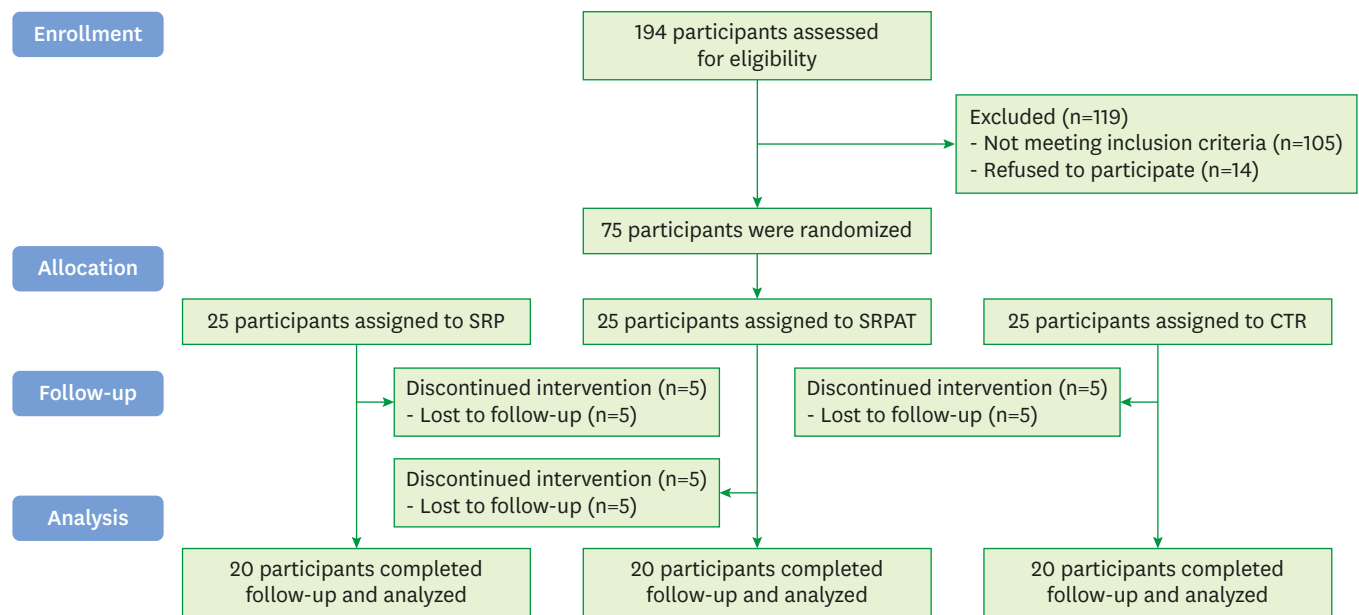 Enrollment
194 participants assessed
for eligibility
Excluded (n=119)
- Not meeting inclusion criteria (n=105)
- Refused to participate (n=14)
75 participants were randomized
Allocation
25 participants assigned to SRP
25 participants assigned to SRPAT
25 participants assigned to CTR
Follow-up
Discontinued intervention (n=5)
- Lost to follow-up (n=5)
Discontinued intervention (n=5)
- Lost to follow-up (n=5)
Discontinued intervention (n=5)
- Lost to follow-up (n=5)
Analysis
20 participants completed
follow-up and analyzed
20 participants completed
follow-up and analyzed
20 participants completed
follow-up and analyzed